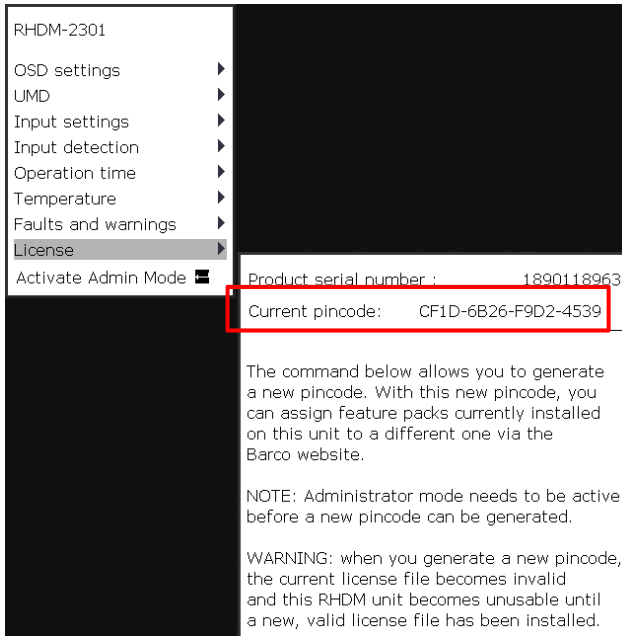 RHDM-2301
OSD settings
UMD
Input settings
Input detection
Operation time
Temperature
Faults and warnings
License
Activate Admin Mode
Product serial number : 1890118963
Current pincode: CF1D-6B26-F9D2-4539
The command below allows you to generate
a new pincode. With this new pincode, you
can assign feature packs currently installed
on this unit to a different one via the
Barco website.
NOTE: Administrator mode needs to be active
before a new pincode can be generated.
WARNING: when you generate a new pincode,
the current license file becomes invalid
and this RHDM unit becomes unusable until
a new, valid license file has been installed.